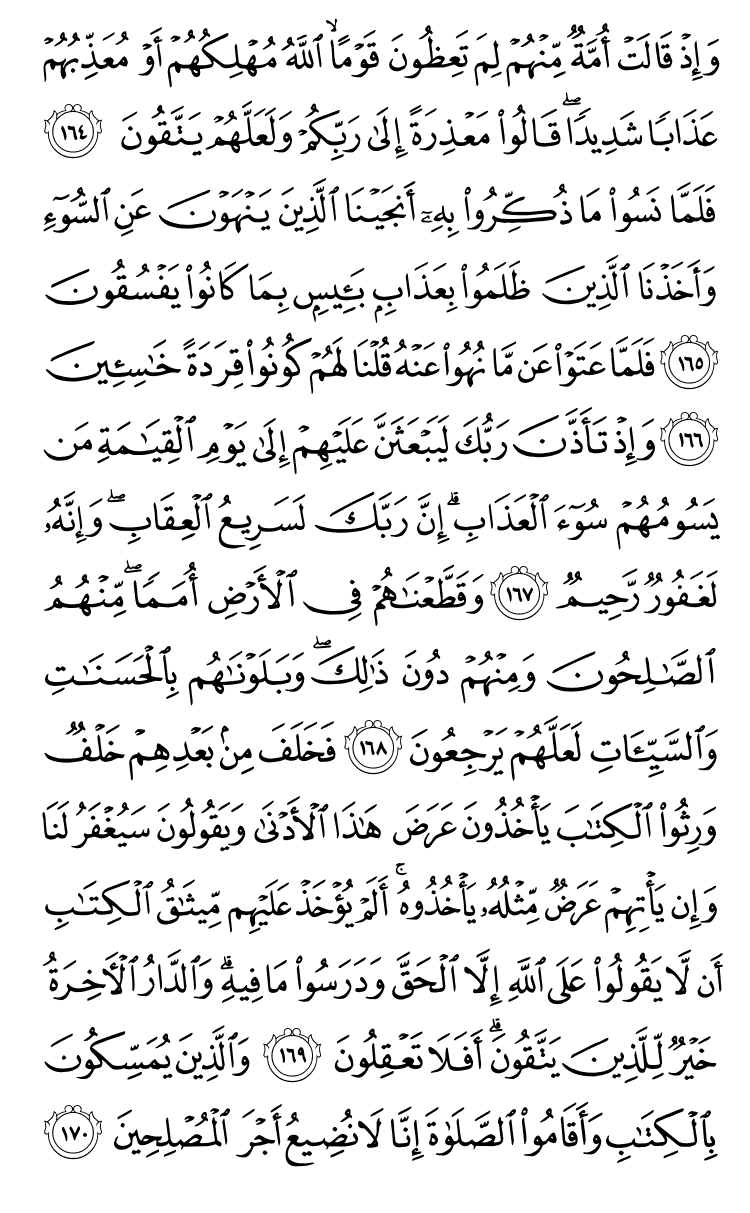 وَإِذۡ قَالَتۡ أُمَّةٞ مِّنۡهُمۡ لِمَ تَعِظُونَ قَوۡمًاۙ ٱللَّهُ مُهۡلِكُهُمۡ أَوۡ مُعَذِّبُهُمۡ
عَذَابٗا شَدِيدٗاۖ قَالُواْ مَعۡذِرَةً إِلَىٰ رَبِّكُمۡ وَلَعَلَّهُمۡ يَتَّقُونَ ١٦٤
فَلَمَّا نَسُواْ مَا ذُكِّرُواْ بِهِۦٓ أَنجَيۡنَا ٱلَّذِينَ يَنۡهَوۡنَ عَنِ ٱلسُّوٓءِ
وَأَخَذۡنَا ٱلَّذِينَ ظَلَمُواْ بِعَذَابِۭ بَـِٔيسِۭ بِمَا كَانُواْ يَفۡسُقُونَ
١٦٥ فَلَمَّا عَتَوۡاْ عَن مَّا نُهُواْ عَنۡهُ قُلۡنَا لَهُمۡ كُونُواْ قِرَدَةً خَٰسِـِٔينَ
١٦٦ وَإِذۡ تَأَذَّنَ رَبُّكَ لَيَبۡعَثَنَّ عَلَيۡهِمۡ إِلَىٰ يَوۡمِ ٱلۡقِيَٰمَةِ مَن
يَسُومُهُمۡ سُوٓءَ ٱلۡعَذَابِۗ إِنَّ رَبَّكَ لَسَرِيعُ ٱلۡعِقَابِۖ وَإِنَّهُۥ
لَغَفُورٞ رَّحِيمٞ ١٦٧ وَقَطَّعۡنَٰهُمۡ فِي ٱلۡأَرۡضِ أُمَمٗاۖ مِّنۡهُمُ
ٱلصَّٰلِحُونَ وَمِنۡهُمۡ دُونَ ذَٰلِكَۖ وَبَلَوۡنَٰهُم بِٱلۡحَسَنَٰتِ
وَٱلسَّيِّـَٔاتِ لَعَلَّهُمۡ يَرۡجِعُونَ ١٦٨ فَخَلَفَ مِنۢ بَعۡدِهِمۡ خَلۡفٞ
وَرِثُواْ ٱلۡكِتَٰبَ يَأۡخُذُونَ عَرَضَ هَٰذَا ٱلۡأَدۡنَىٰ وَيَقُولُونَ سَيُغۡفَرُ لَنَا
وَإِن يَأۡتِهِمۡ عَرَضٞ مِّثۡلُهُۥ يَأۡخُذُوهُۚ أَلَمۡ يُؤۡخَذۡ عَلَيۡهِم مِّيثَٰقُ ٱلۡكِتَٰبِ
أَن لَّا يَقُولُواْ عَلَى ٱللَّهِ إِلَّا ٱلۡحَقَّ وَدَرَسُواْ مَا فِيهِۗ وَٱلدَّارُ ٱلۡأٓخِرَةُ
خَيۡرٞ لِّلَّذِينَ يَتَّقُونَۗ أَفَلَا تَعۡقِلُونَ ١٦٩ وَٱلَّذِينَ يُمَسِّكُونَ
بِٱلۡكِتَٰبِ وَأَقَامُواْ ٱلصَّلَوٰةَ إِنَّا لَا نُضِيعُ أَجۡرَ ٱلۡمُصۡلِحِينَ ١٧٠